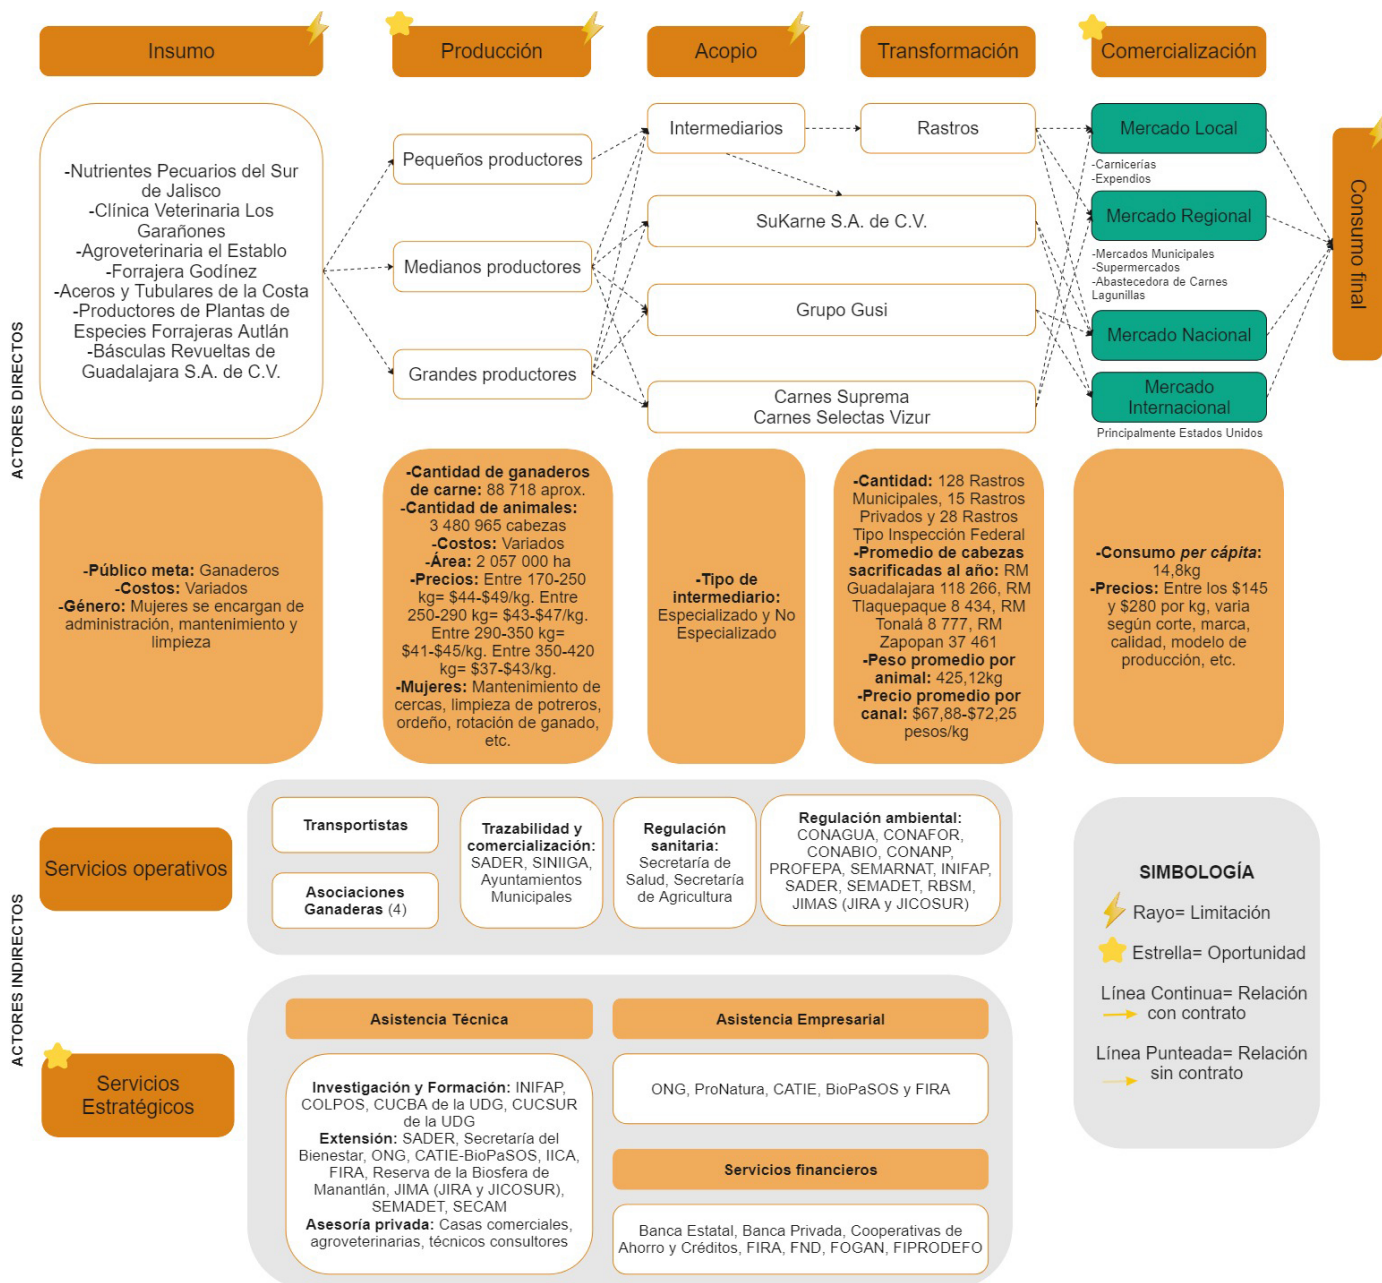 Insumo
Producción
Acopio
Transformación
Comercialización
ACTORES DIRECTOS
-Nutrientes Pecuarios del Sur
de Jalisco
-Clínica Veterinaria Los
Garañones
-Agroveterinaria el Establo
-Forrajera Godínez
-Aceros y Tubulares de la Costa
-Productores de Plantas de
Especies Forrajeras Autlán
-Básculas Revueltas de
Guadalajara S.A. de C.V.
Pequeños productores
Medianos productores
Grandes productores
Intermediarios
Rastros
SuKarne S.A. de C.V.
Grupo Gusi
Carnes Suprema
Carnes Selectas Vizur
Mercado Local
-Carnicerías
-Expendios
Mercado Regional
-Mercados Municipales
-Supermercados
-Abastecedora de Carnes
Lagunillas
Mercado Nacional
Mercado
Internacional
Principalmente Estados Unidos
Consumo final
-Público meta: Ganaderos
-Costos: Variados
-Género: Mujeres se encargan de
administración, mantenimiento y
limpieza
-Cantidad de ganaderos
de carne: 88 718 aprox.
-Cantidad de animales:
3 480 965 cabezas
-Costos: Variados
-Área: 2 057 000 ha
-Precios: Entre 170-250
kg= $44-$49/kg. Entre
250-290 kg= $43-$47/kg.
Entre 290-350 kg=
$41-$45/kg. Entre 350-420
kg= $37-$43/kg.
-Mujeres: Mantenimiento de
cercas, limpieza de potreros,
ordeño, rotación de ganado,
etc.
-Tipo de
intermediario:
Especializado y No
Especializado
-Cantidad: 128 Rastros
Municipales, 15 Rastros
Privados y 28 Rastros
Tipo Inspección Federal
-Promedio de cabezas
sacrificadas al año: RM
Guadalajara 118 266, RM
Tlaquepaque 8 434, RM
Tonalá 8 777, RM
Zapopan 37 461
-Peso promedio por
animal: 425,12kg
-Precio promedio por
canal: $67,88-$72,25
pesos/kg
-Consumo per cápita:
14,8kg
-Precios: Entre los $145
y $280 por kg, varia
según corte, marca,
calidad, modelo de
producción, etc.
ACTORES INDIRECTOS
Servicios operativos
Transportistas
Asociaciones
Ganaderas (4)
Trazabilidad y
comercialización:
SADER, SINIIGA,
Ayuntamientos
Municipales
Regulación
sanitaria:
Secretaría de
Salud, Secretaría
de Agricultura
Regulación ambiental:
CONAGUA, CONAFOR,
CONABIO, CONANP,
PROFEPA, SEMARNAT, INIFAP,
SADER, SEMADET, RBSM,
JIMAS (JIRA y JICOSUR)
Servicios
Estratégicos
Asistencia Técnica
Investigación y Formación: INIFAP,
COLPOS, CUCBA de la UDG, CUCSUR
de la UDG
Extensión: SADER, Secretaría del
Bienestar, ONG, CATIE-BioPaSOS, IICA,
FIRA, Reserva de la Biosfera de
Manantlán, JIMA (JIRA y JICOSUR),
SEMADET, SECAM
Asesoría privada: Casas comerciales,
agroveterinarias, técnicos consultores
Asistencia Empresarial
ONG, ProNatura, CATIE, BioPaSOS y FIRA
Servicios financieros
Banca Estatal, Banca Privada, Cooperativas de
Ahorro y Créditos, FIRA, FND, FOGAN, FIPRODEFO
SIMBOLOGÍA
Rayo= Limitación
Estrella= Oportunidad
Línea Continua= Relación
con contrato
Línea Punteada= Relación
sin contrato